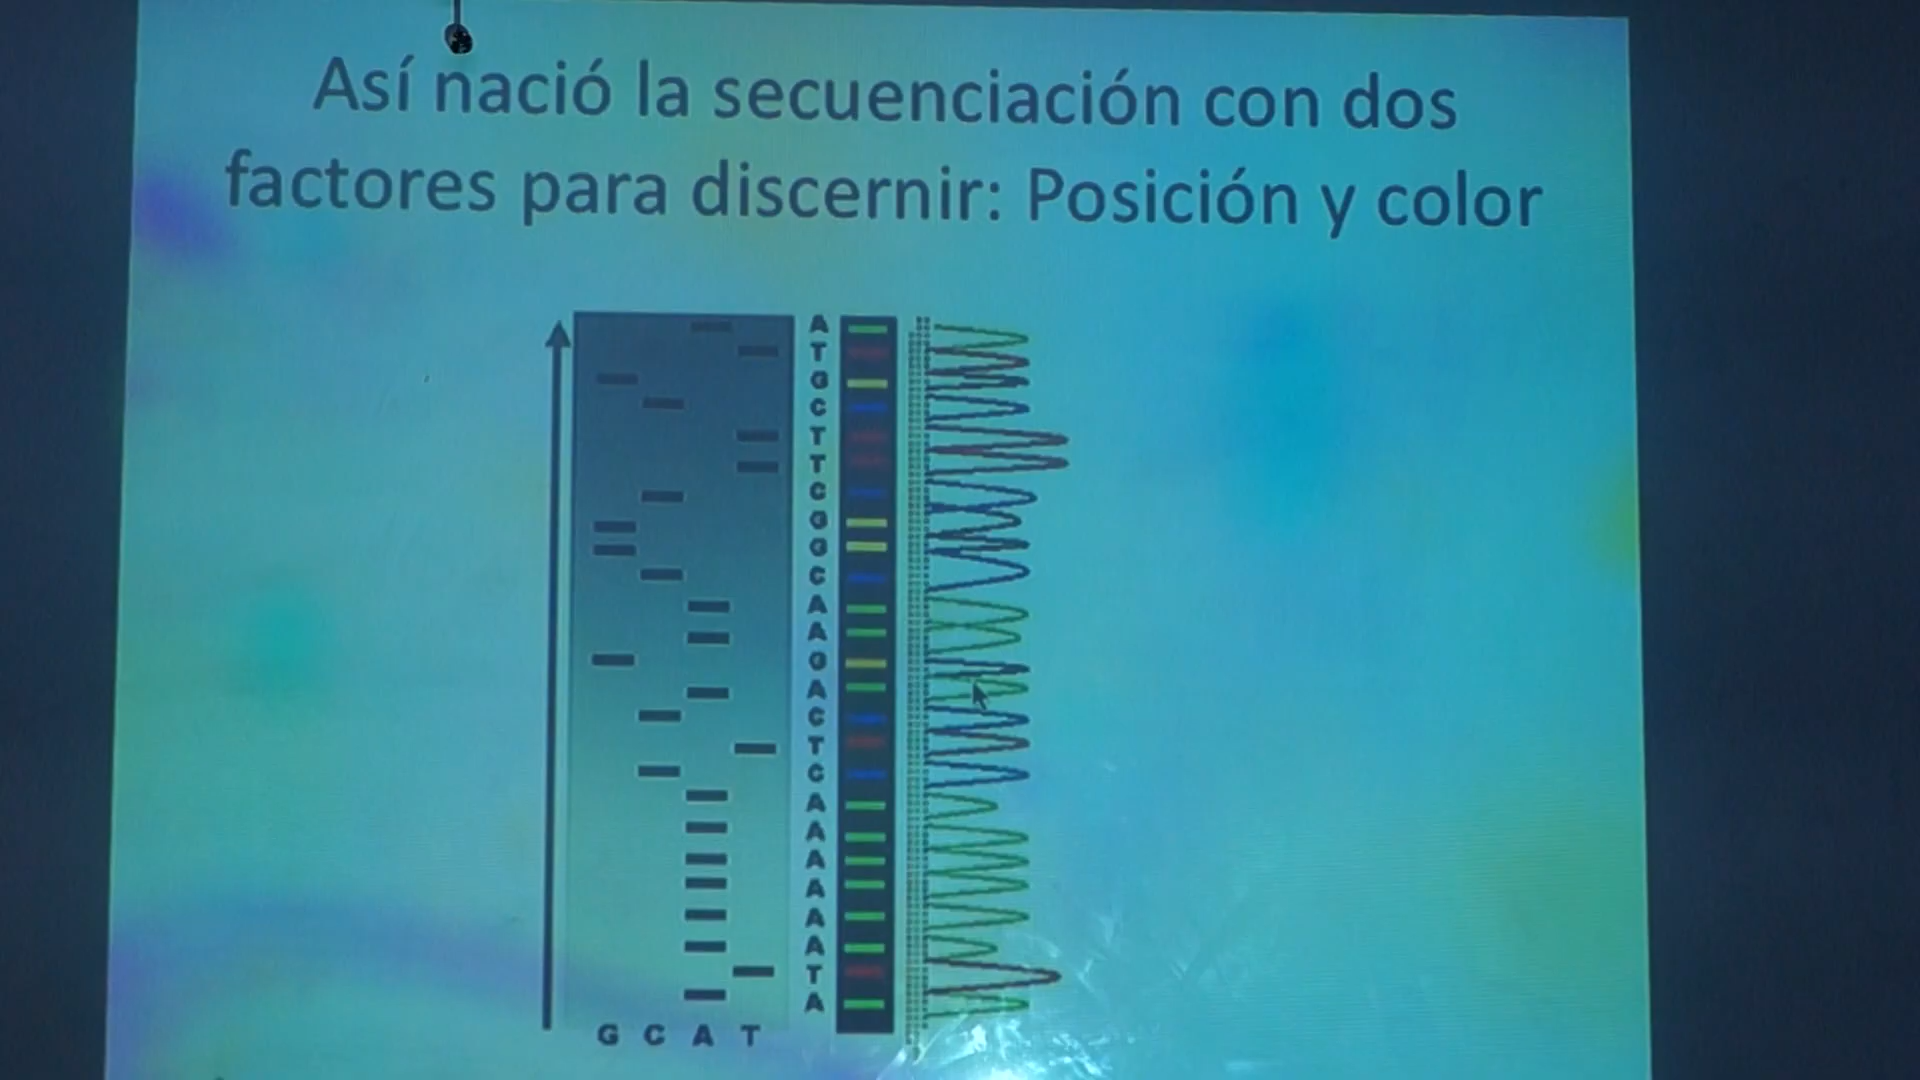 Así nació la secuenciación con dos
factores para discernir: Posición y color
A
T
G
C
T
T
C
G
G
C
A
A
G
A
C
T
C
A
A
A
A
A
A
T
A
G C A T